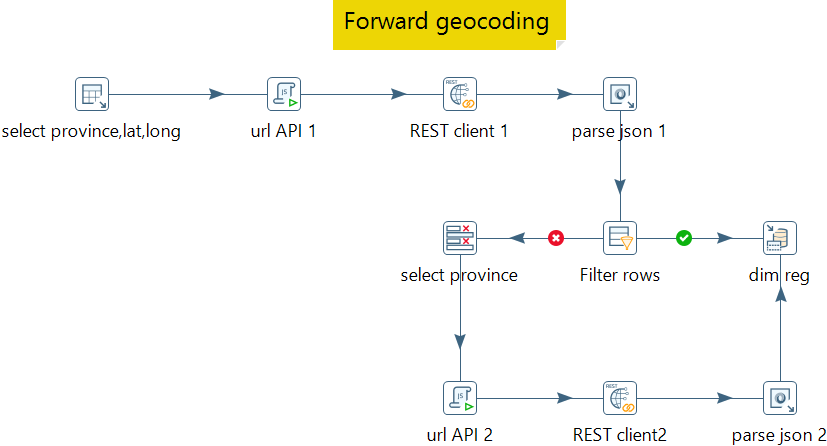 Forward geocoding
select province,lat,long
url API 1
REST client 1
parse json 1
select province
Filter rows
dim reg
url API 2
REST client2
parse json 2